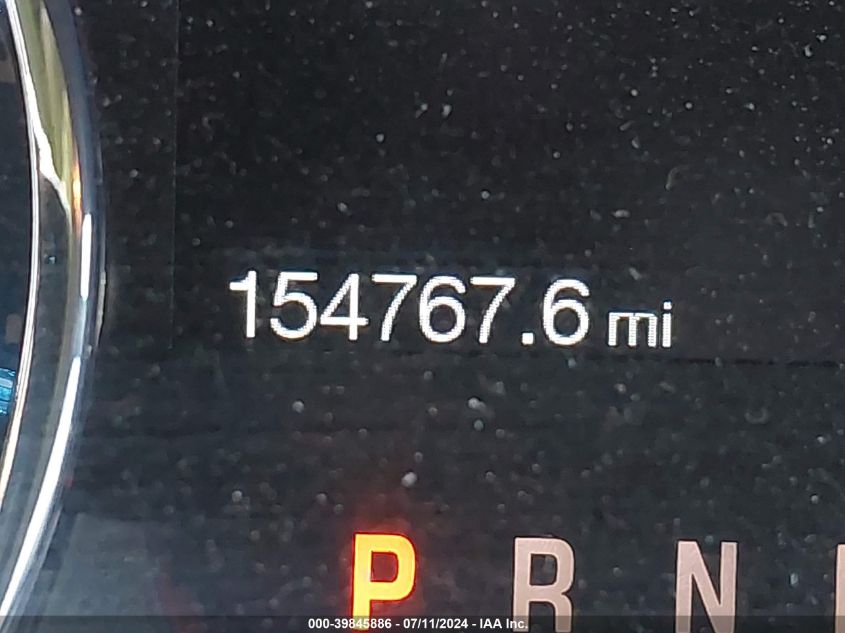 154767.6 mi
P R N
000-39845886 - 07/11/2024 - IAA Inc.